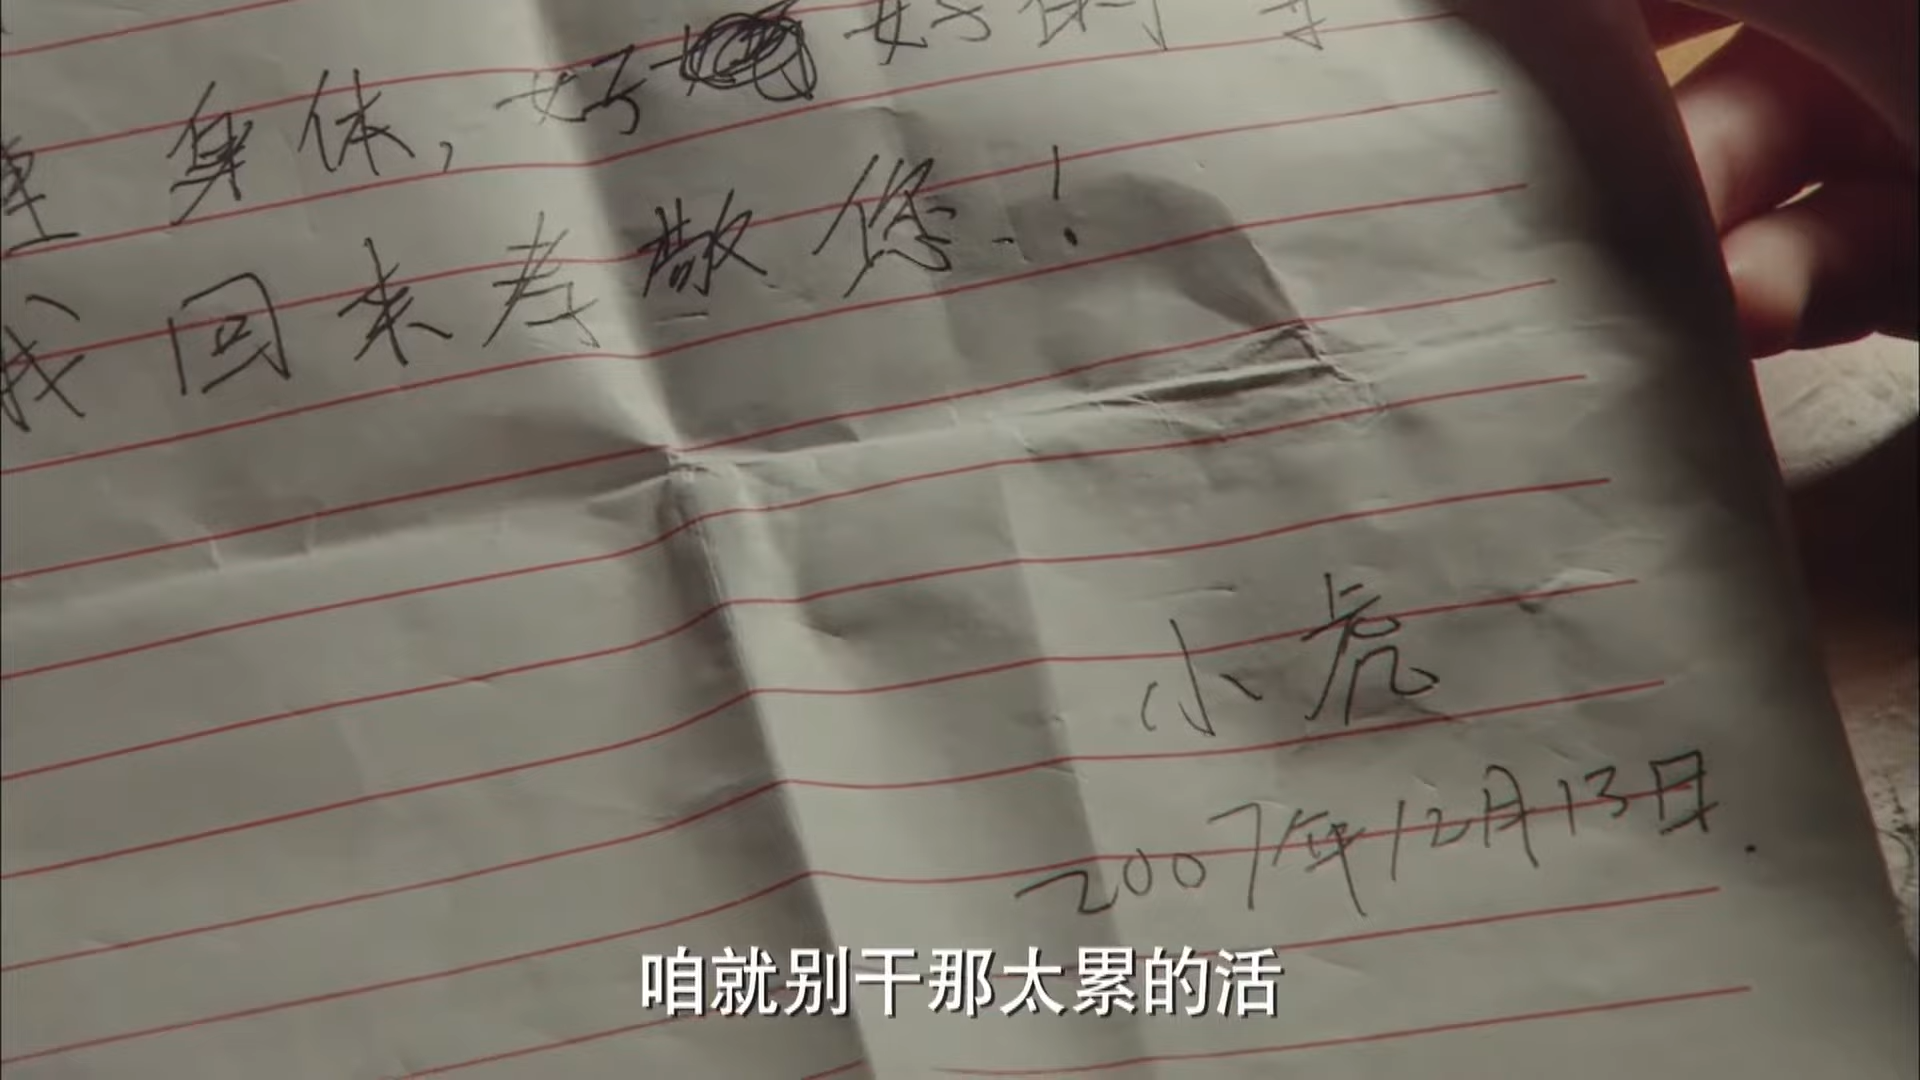 身体，好好
我回来孝敬您！
小虎
2007年12月13日.
咱就别干那太累的活